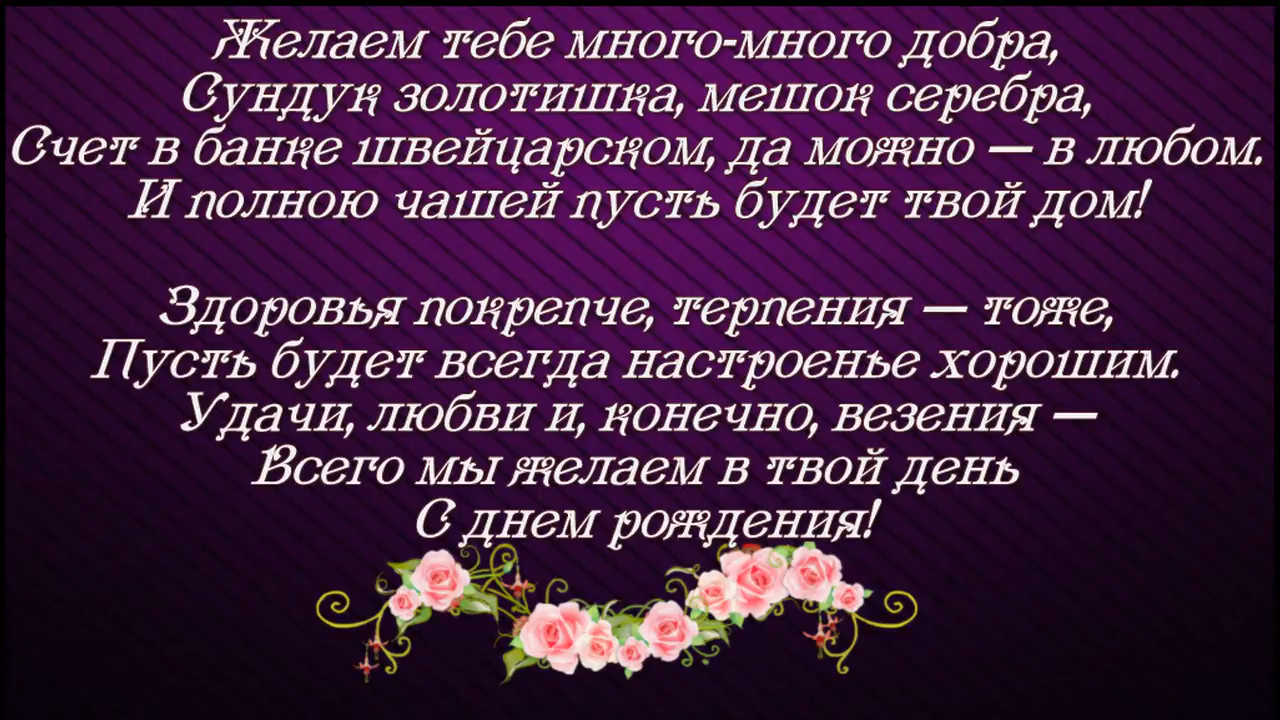 Желаем тебе много-много добра,
Сундук золотишка, мешок серебра,
Счет в банке швейцарском, да можно — в любом.
И полною чашей пусть будет твой дом!
Здоровья покрепче, терпения — тоже,
Пусть будет всегда настроенье хорошим.
Удачи, любви и, конечно, везения —
Всего мы желаем в твой день
С днем рождения!